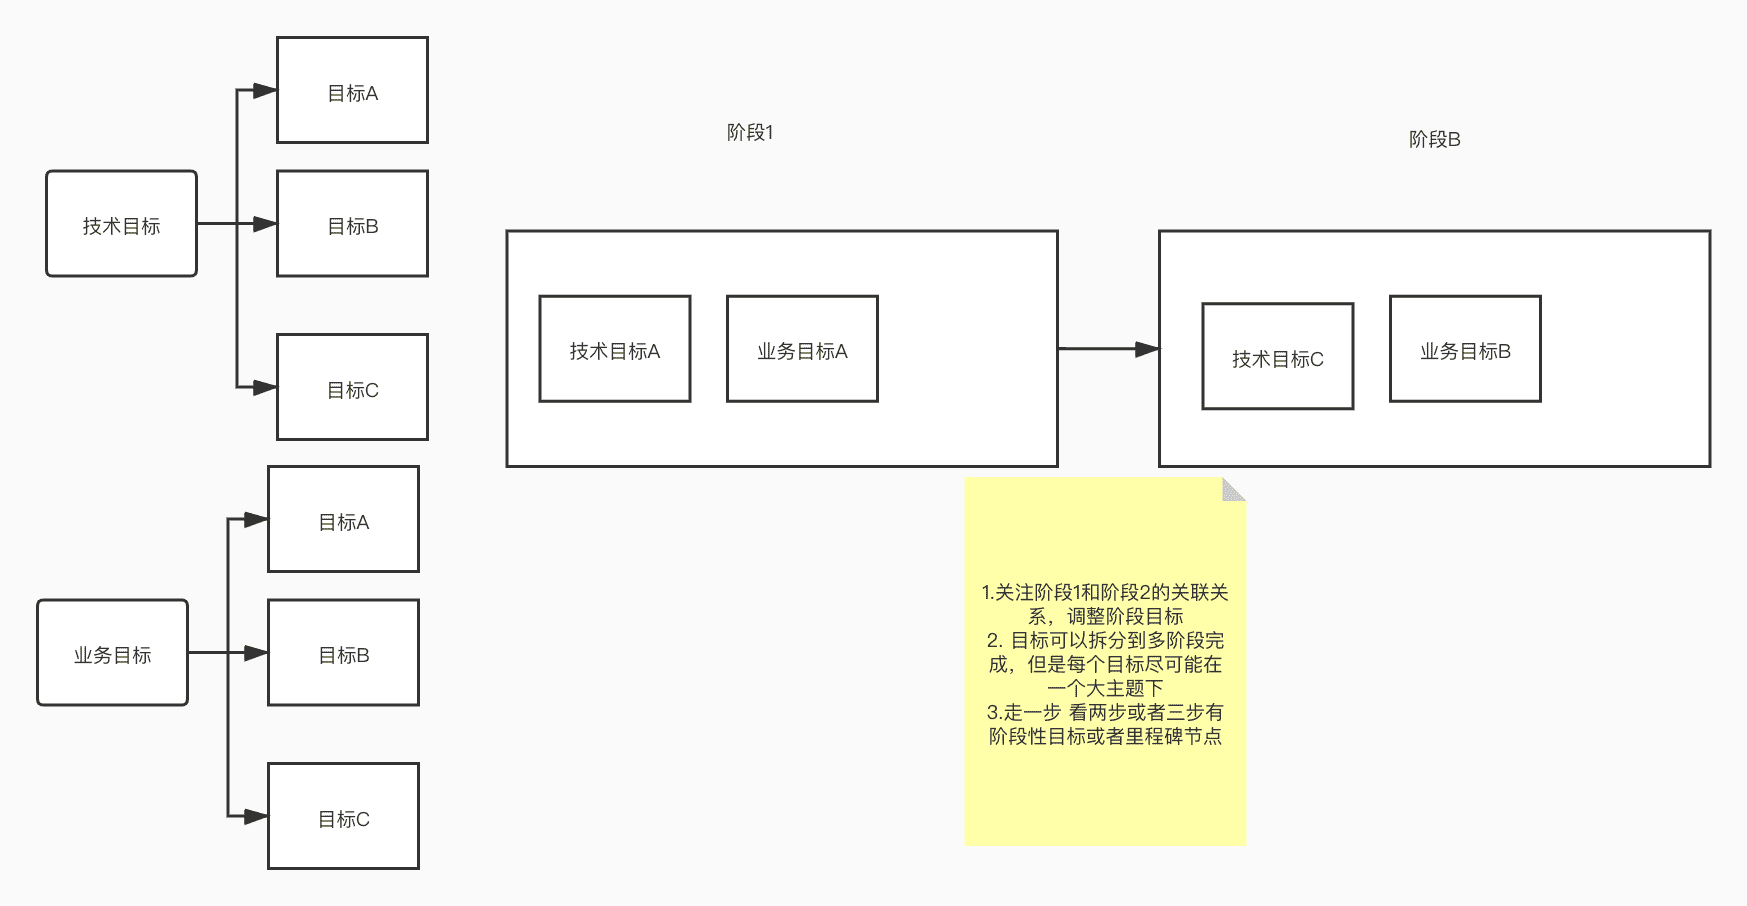 技术目标
目标A
目标B
目标C
业务目标
目标A
目标B
目标C
阶段1
技术目标A
业务目标A
阶段B
技术目标C
业务目标B
1.关注阶段1和阶段2的关联关
系，调整阶段目标
2. 目标可以拆分到多阶段完
成，但是每个目标尽可能在
一个大主题下
3.走一步 看两步或者三步有
阶段性目标或者里程碑节点